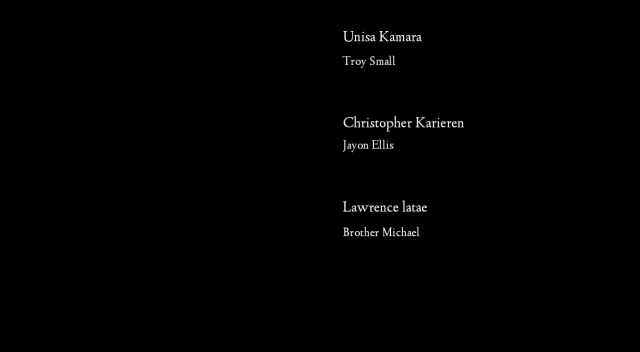 Unisa Kamara
Troy Small
Christopher Karieren
Jayon Ellis
Lawrence latae
Brother Michael